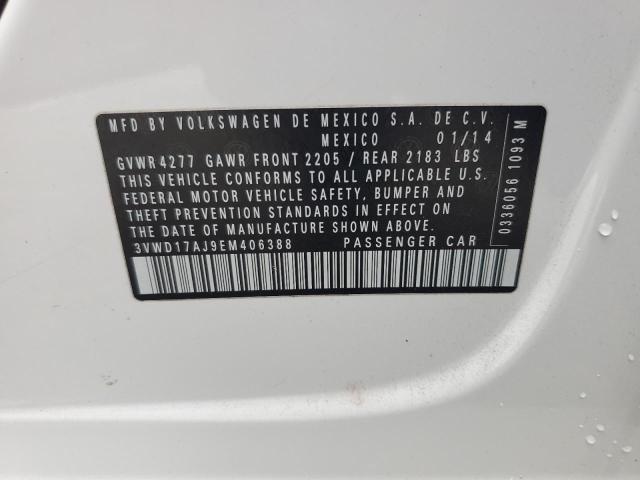 MFD BY VOLKSWAGEN DE MEXICO S.A. DE C.V.
MEXICO 01/14
GVWR 4277 GAWR FRONT 2205 / REAR 2183 LBS
THIS VEHICLE CONFORMS TO ALL APPLICABLE U.S.
FEDERAL MOTOR VEHICLE SAFETY, BUMPER AND
THEFT PREVENTION STANDARDS IN EFFECT ON
THE DATE OF MANUFACTURE SHOWN ABOVE.
3VWD17AJ9EM406388 PASSENGER CAR
0336056 1093 M